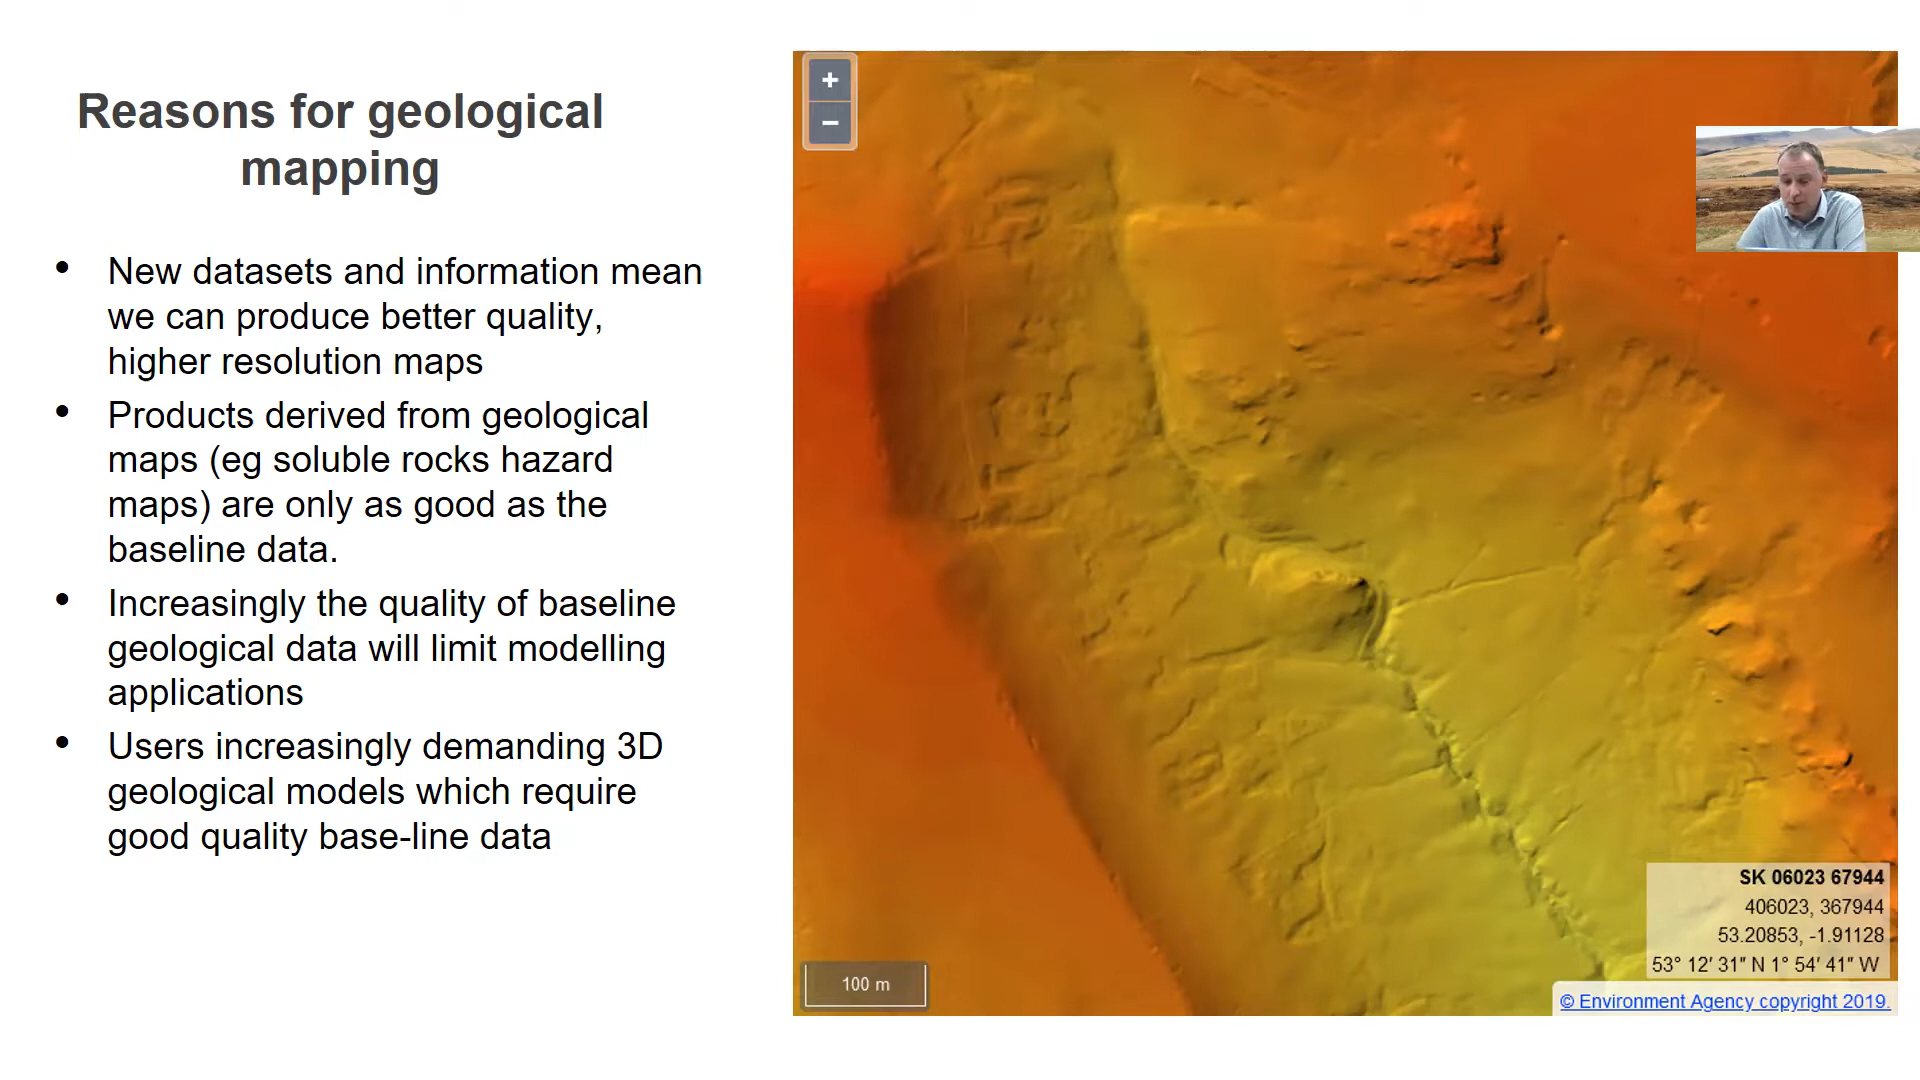 Reasons for geological
mapping
• New datasets and information mean
we can produce better quality,
higher resolution maps
• Products derived from geological
maps (eg soluble rocks hazard
maps) are only as good as the
baseline data.
• Increasingly the quality of baseline
geological data will limit modelling
applications
• Users increasingly demanding 3D
geological models which require
good quality base-line data
+
−
100 m
SK 06023 67944
406023, 367944
53.20853, -1.91128
53° 12′ 31″ N 1° 54′ 41″ W
© Environment Agency copyright 2019.